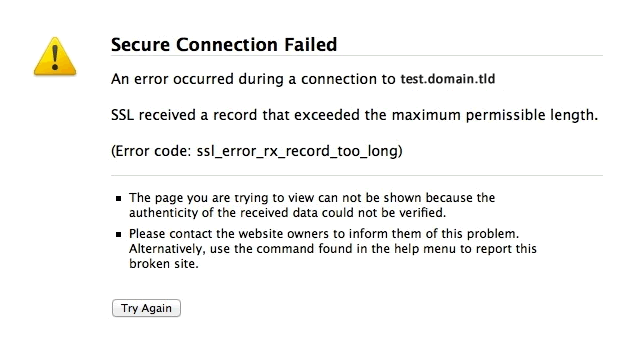 Secure Connection Failed
An error occurred during a connection to test.domain.tld
SSL received a record that exceeded the maximum permissible length.
(Error code: ssl_error_rx_record_too_long)
The page you are trying to view can not be shown because the
authenticity of the received data could not be verified.
Please contact the website owners to inform them of this problem.
Alternatively, use the command found in the help menu to report this
broken site.
Try Again